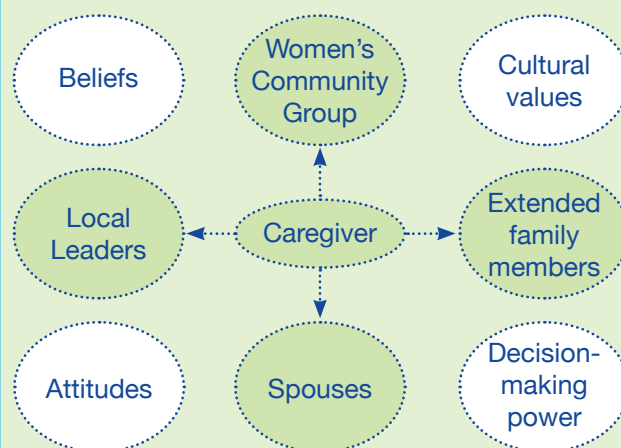 Beliefs
Women's
Community
Group
Cultural
values
Local
Leaders
Caregiver
Extended
family
members
Attitudes
Spouses
Decision-
making
power